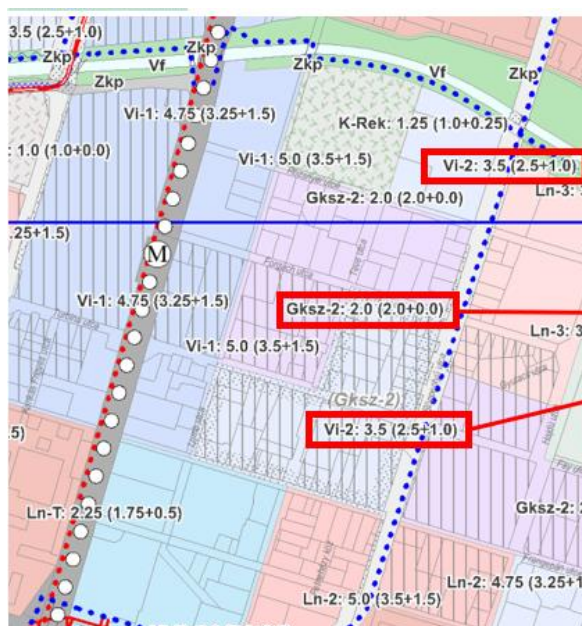 3.5 (2.5+1.0)
Zkp
Zkp
Vf
Zkp
Vf
Zkp
Vi-1: 4.75 (3.25+1.5)
K-Rek: 1.25 (1.0+0.25)
: 1.0 (1.0+0.0)
Vi-1: 5.0 (3.5+1.5)
Vi-2: 3.5 (2.5+1.0)
Gksz-2: 2.0 (2.0+0.0)
Ln-3:
.25+1.5)
M
Forgách utca
Vi-1: 4.75 (3.25+1.5)
Gksz-2: 2.0 (2.0+0.0)
Vi-1: 5.0 (3.5+1.5)
Ln-3: 3
(Gksz-2)
Vi-2: 3.5 (2.5+1.0)
.5)
Ln-T: 2.25 (1.75+0.5)
Gksz-2:
Ln-2: 4.75 (3.25+1
Ln-2: 5.0 (3.5+1.5)